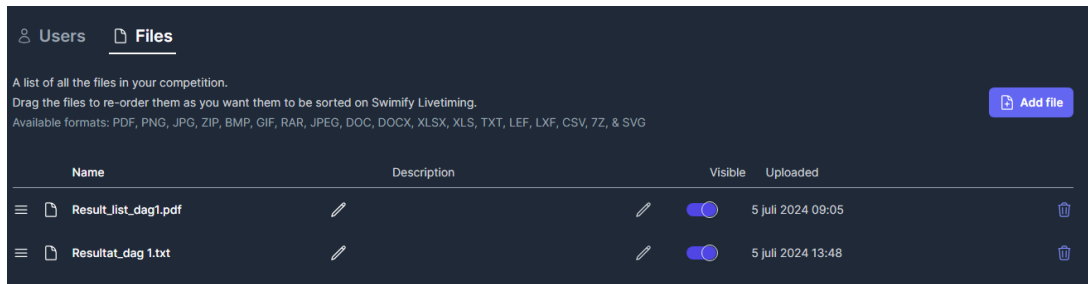 Users Files
A list of all the files in your competition.
Drag the files to re-order them as you want them to be sorted on Swimify Livetiming.
Available formats: PDF, PNG, JPG, ZIP, BMP, GIF, RAR, JPEG, DOC, DOCX, XLSX, XLS, TXT, LEF, LXF, CSV, 7Z, & SVG
Add file
Name Description Visible Uploaded
Result_list_dag1.pdf 5 juli 2024 09:05
Resultat_dag 1.txt 5 juli 2024 13:48